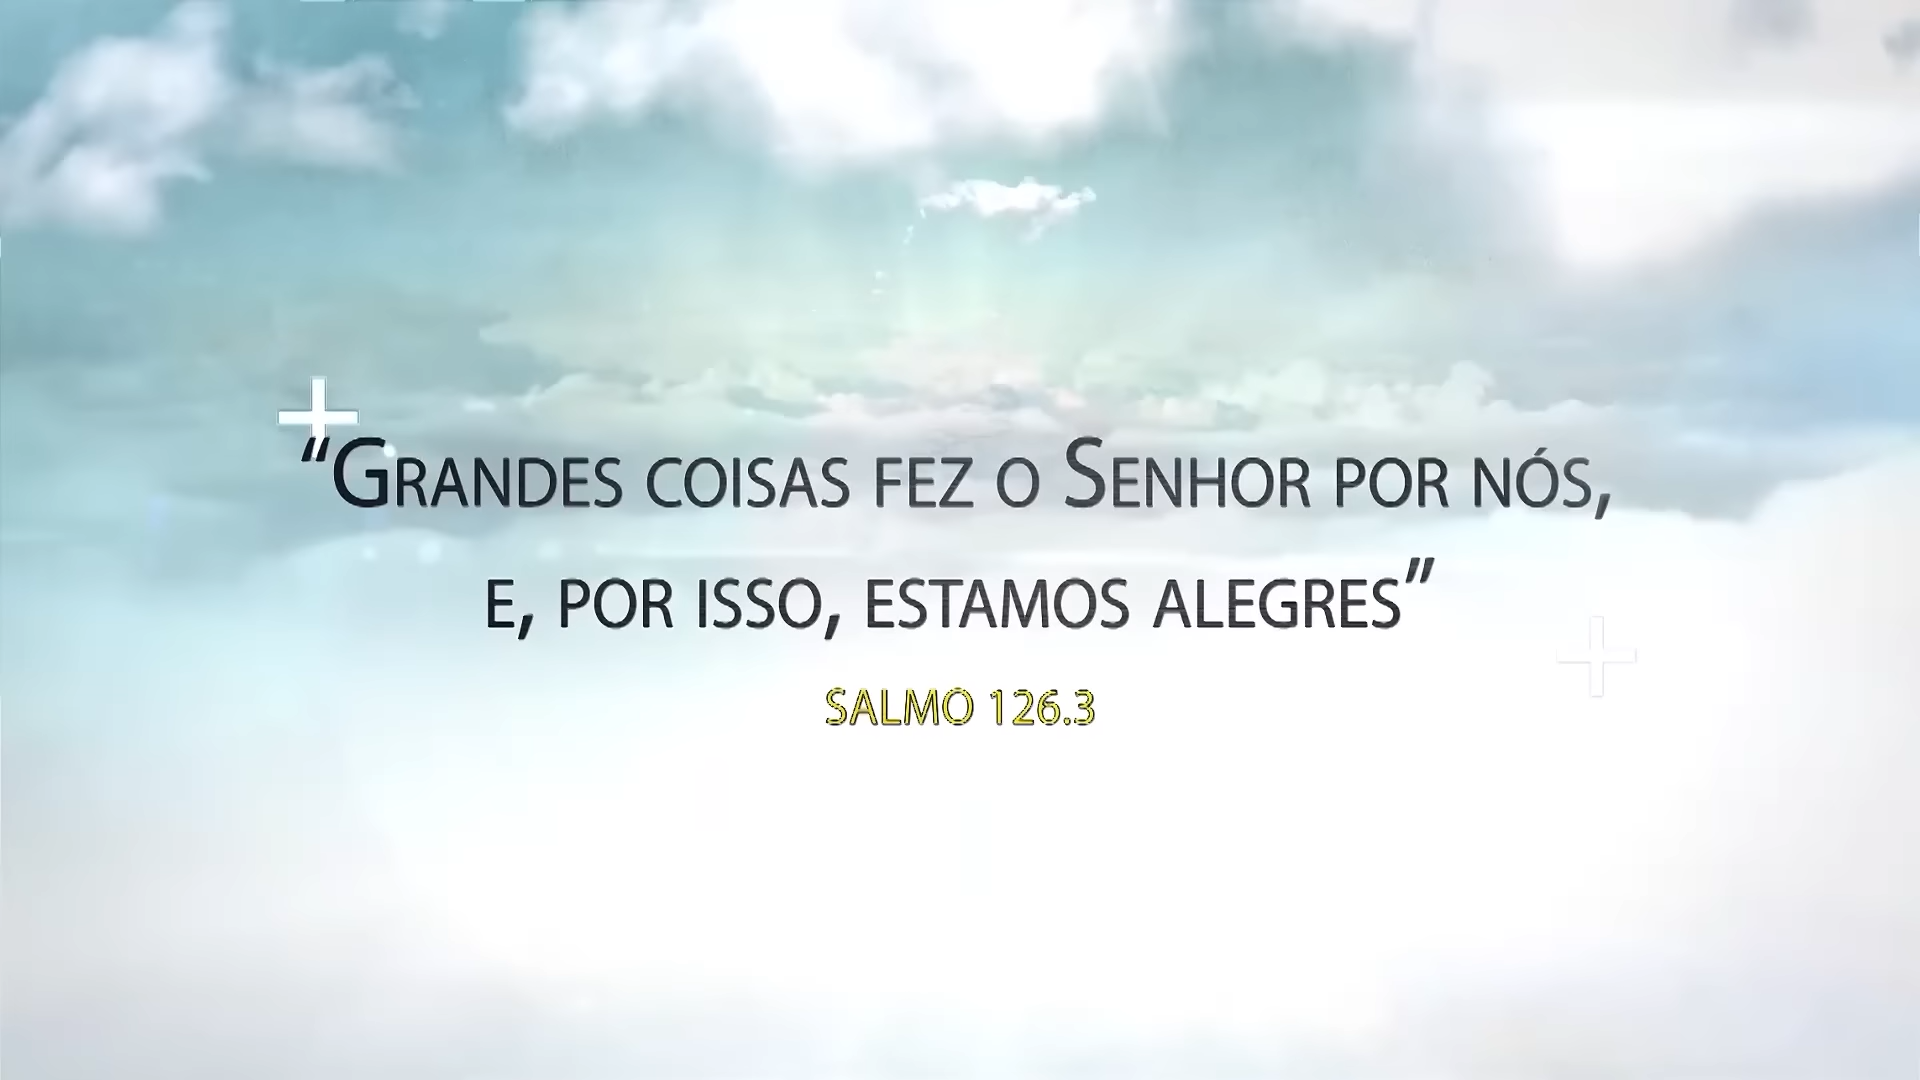 “Grandes coisas fez o Senhor por nós,
e, por isso, estamos alegres”
SALMO 126.3